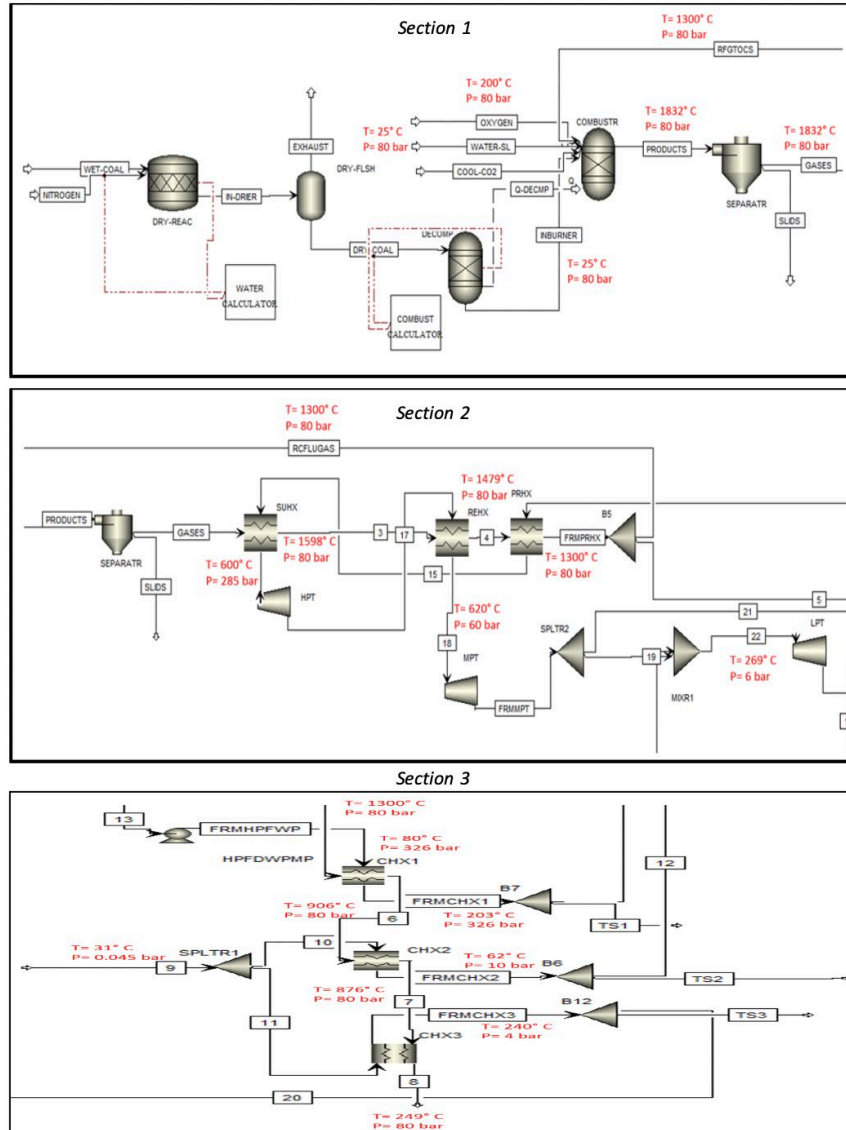 Section 1
T= 1300° C
P= 80 bar
RFGTOCS
T= 200° C
P= 80 bar
T= 25° C
P= 80 bar
OXYGEN
T= 1832° C
P= 80 bar
T= 1832° C
P= 80 bar
EXHAUST
COMBUSTR
WATER-SL
PRODUCTS
GASES
WET-COAL
DRY-FLSH
COOL-CO2
NITROGEN
IN-DRIER
Q-DECMP
Q
SEPARATR
DRY-REAC
SLIDS
DRY-COAL
DECOMP
INBURNER
T= 25° C
P= 80 bar
WATER
CALCULATOR
COMBUST
CALCULATOR
Section 2
T= 1300° C
P= 80 bar
RCFLUGAS
T= 1479° C
P= 80 bar
SUHX
REHX
PRHX
B5
PRODUCTS
GASES
3
17
4
FRMPRHX
SEPARATR
T= 1598° C
P= 80 bar
T= 1300° C
P= 80 bar
T= 600° C
P= 285 bar
15
SLIDS
HPT
5
T= 620° C
P= 60 bar
21
SPLTR2
LPT
18
22
19
MPT
T= 269° C
P= 6 bar
FRMMPT
MIXR1
Section 3
T= 1300° C
P= 80 bar
13
FRMHPFWP
T= 80° C
P= 326 bar
HPFDWPMP
CHX1
12
B7
FRMCHX1
T= 906° C
P= 80 bar
6
T= 203° C
P= 326 bar
TS1
T= 31° C
P= 0.045 bar
SPLTR1
10
CHX2
T= 62° C
P= 10 bar
B6
9
FRMCHX2
TS2
T= 876° C
P= 80 bar
7
B12
FRMCHX3
TS3
11
T= 240° C
P= 4 bar
CHX3
8
20
T= 249° C
P= 80 bar